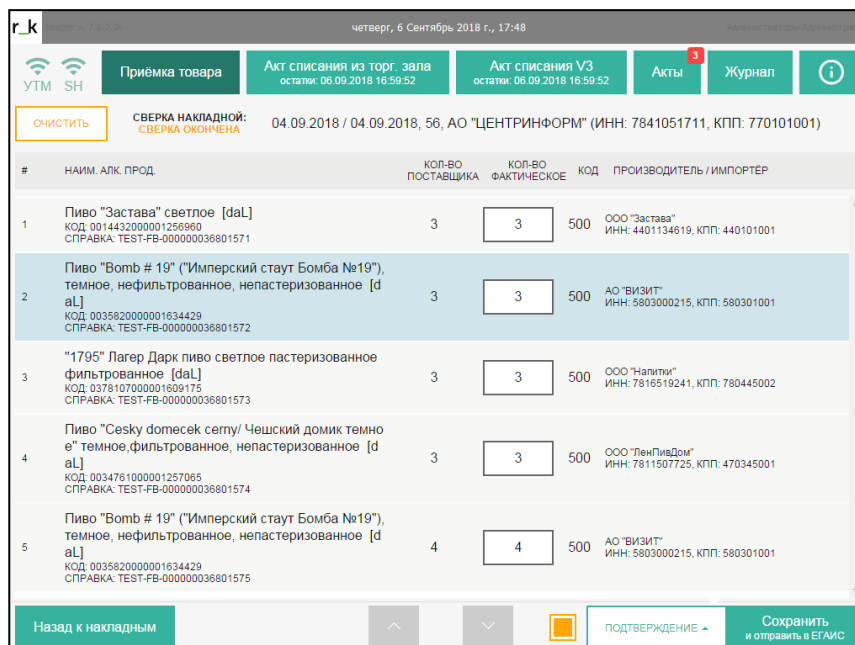 r_k
keeper v. 7.6.2.26
четверг, 6 Сентябрь 2018 г., 17:48
Администраторы Администра
УТМ
SH
Приёмка товара
Акт списания из торг. зала
остатки: 06.09.2018 16:59:52
Акт списания V3
остатки: 06.09.2018 16:59:52
Акты
3
Журнал
ОЧИСТИТЬ
СВЕРКА НАКЛАДНОЙ:
СВЕРКА ОКОНЧЕНА
04.09.2018 / 04.09.2018, 56, АО "ЦЕНТРИНФОРМ" (ИНН: 7841051711, КПП: 770101001)
# НАИМ. АЛК. ПРОД. КОЛ-ВО ПОСТАВЩИКА КОЛ-ВО ФАКТИЧЕСКОЕ КОД ПРОИЗВОДИТЕЛЬ / ИМПОРТЁР
1
Пиво "Застава" светлое [daL]
КОД: 0014432000001256960
СПРАВКА: TEST-FB-000000036801571
3 3 500
ООО "Застава"
ИНН: 4401134619, КПП: 440101001
2
Пиво "Bomb # 19" ("Имперский стаут Бомба №19"),
темное, нефильтрованное, непастеризованное [d
aL]
КОД: 0035820000001634429
СПРАВКА: TEST-FB-000000036801572
3 3 500
АО "ВИЗИТ"
ИНН: 5803000215, КПП: 580301001
3
"1795" Лагер Дарк пиво светлое пастеризованное
фильтрованное [daL]
КОД: 0378107000001609175
СПРАВКА: TEST-FB-000000036801573
3 3 500
ООО "Напитки"
ИНН: 7816519241, КПП: 780445002
4
Пиво "Cesky domecek cerny/ Чешский домик темно
е" темное,фильтрованное, непастеризованное [d
aL]
КОД: 0034761000001257065
СПРАВКА: TEST-FB-000000036801574
3 3 500
ООО "ЛенПивДом"
ИНН: 7811507725, КПП: 470345001
5
Пиво "Bomb # 19" ("Имперский стаут Бомба №19"),
темное, нефильтрованное, непастеризованное [d
aL]
КОД: 0035820000001634429
СПРАВКА: TEST-FB-000000036801575
4 4 500
АО "ВИЗИТ"
ИНН: 5803000215, КПП: 580301001
Назад к накладным
ПОДТВЕРЖДЕНИЕ
Сохранить
и отправить в ЕГАИС